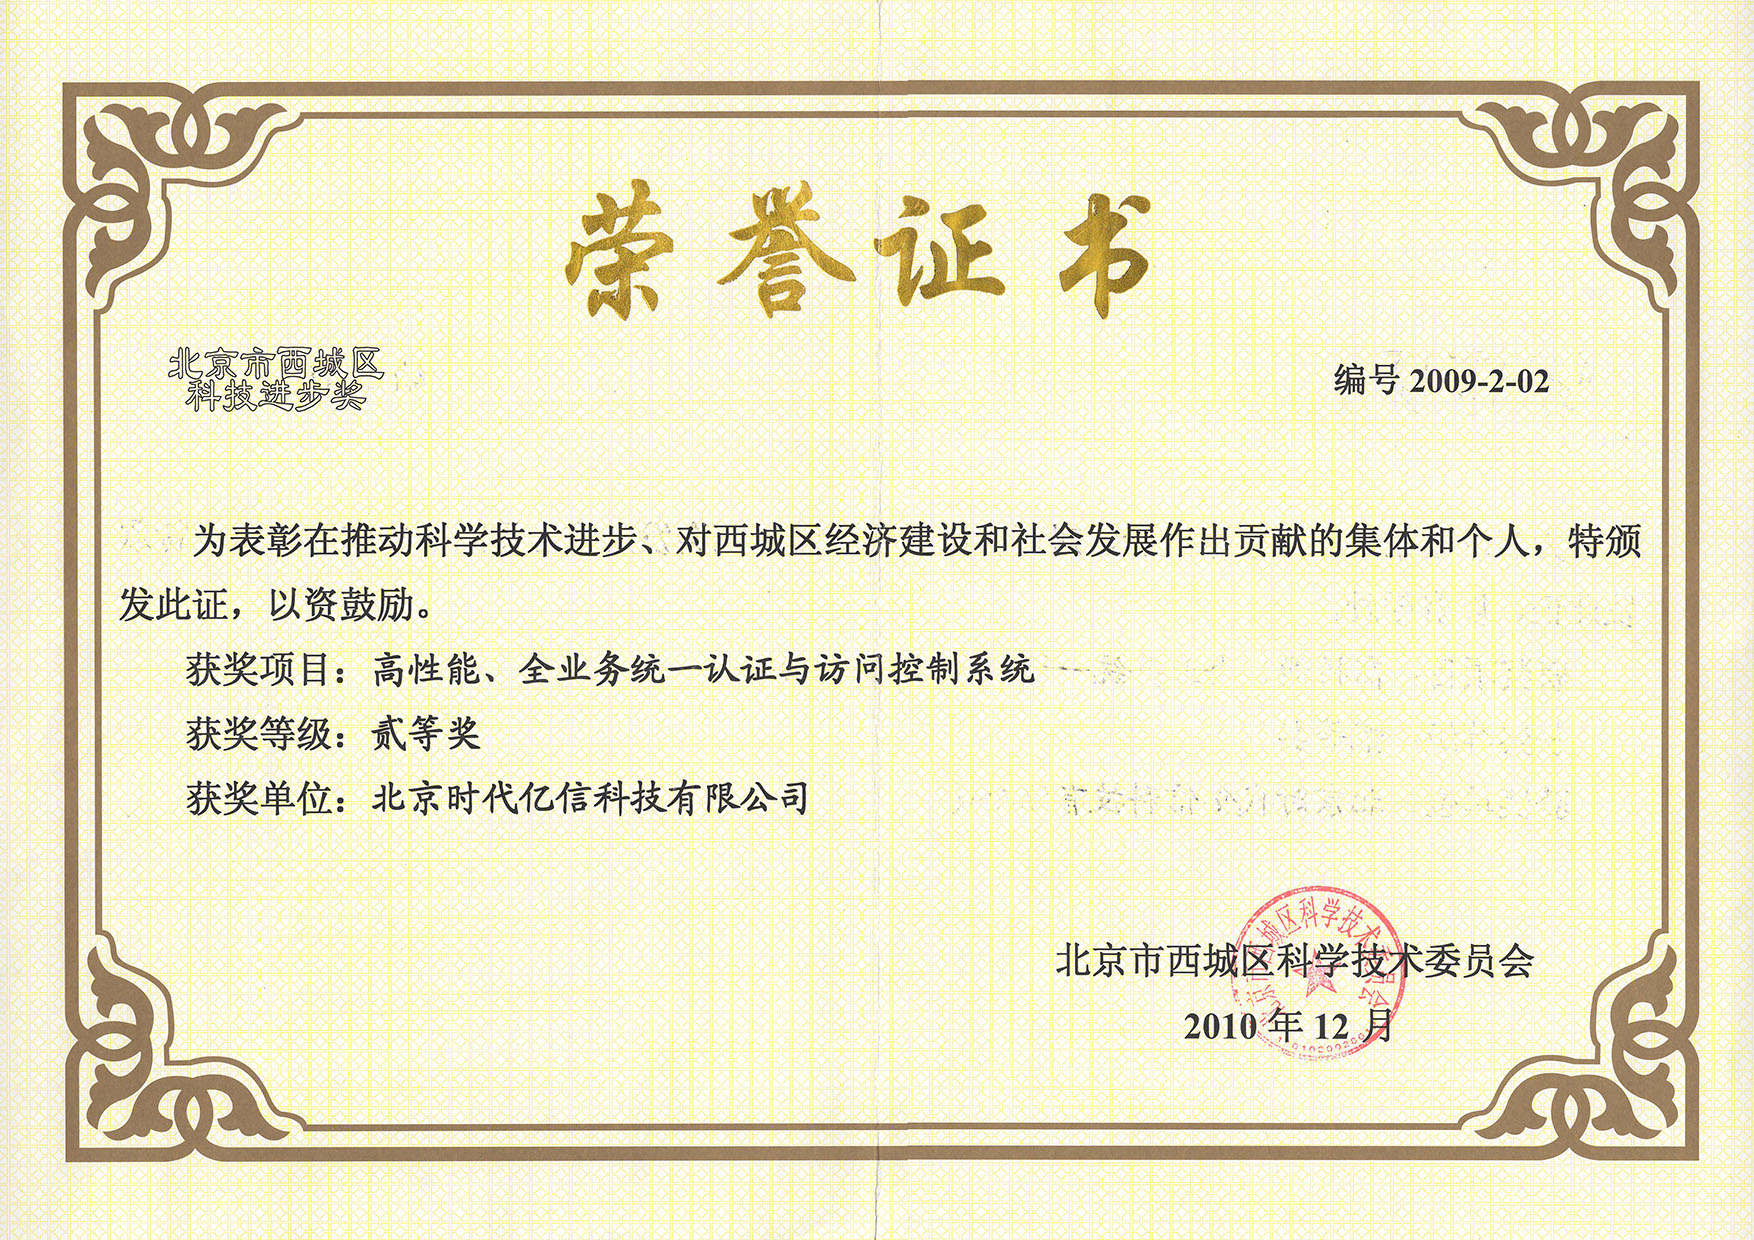 荣誉证书
北京市西城区
科技进步奖
编号 2009-2-02
为表彰在推动科学技术进步、对西城区经济建设和社会发展作出贡献的集体和个人，特颁
发此证，以资鼓励。
获奖项目：高性能、全业务统一认证与访问控制系统
获奖等级：贰等奖
获奖单位：北京时代亿信科技有限公司
北京市西城区科学技术委员会
2010 年 12 月
北京市西城区科学技术委员会